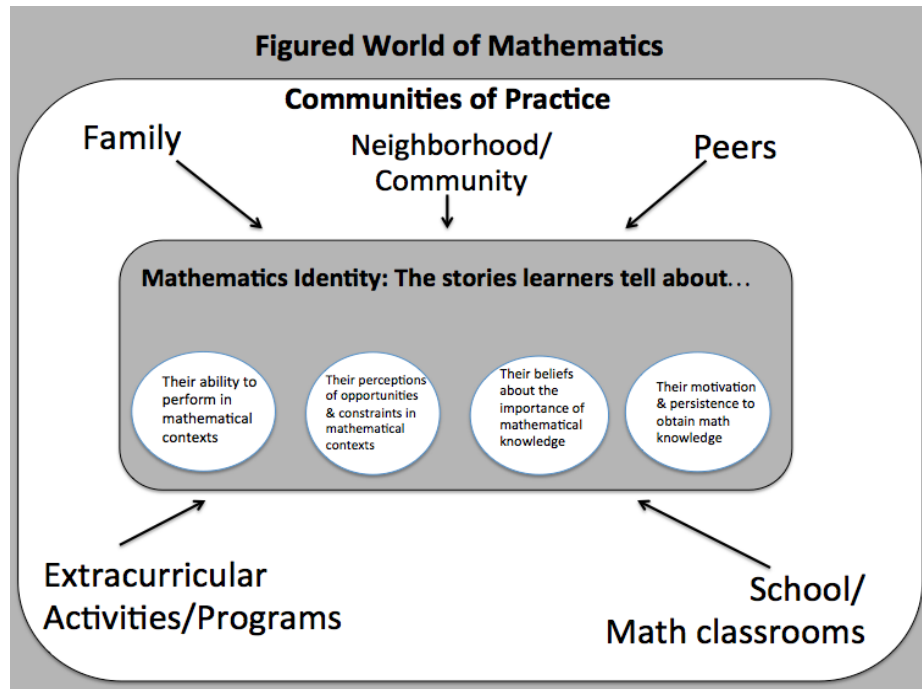 Figured World of Mathematics
Communities of Practice
Family
Neighborhood/
Community
Peers
Mathematics Identity: The stories learners tell about…
Their ability to
perform in
mathematical
contexts
Their perceptions
of opportunities
& constraints in
mathematical
contexts
Their beliefs
about the
importance of
mathematical
knowledge
Their motivation
& persistence to
obtain math
knowledge
Extracurricular
Activities/Programs
School/
Math classrooms